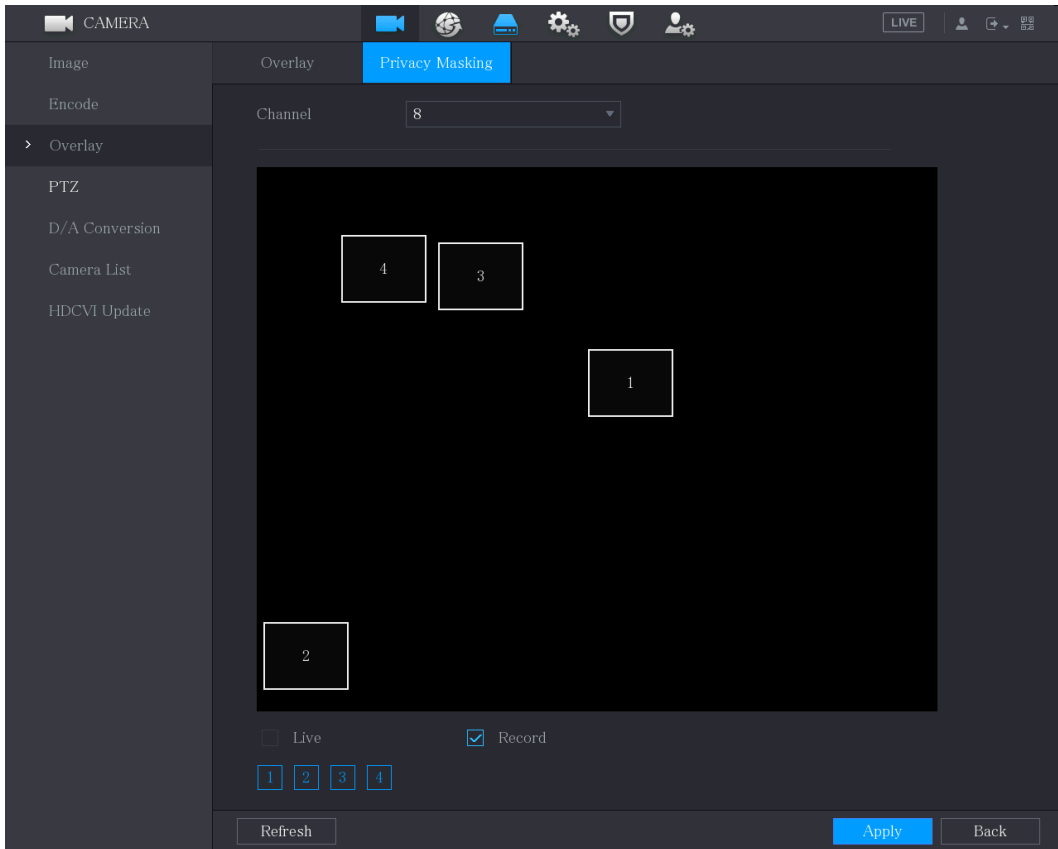 CAMERA
LIVE
Image
Encode
Overlay
PTZ
D/A Conversion
Camera List
HDCVI Update
Overlay
Privacy Masking
Channel
8
4
3
1
2
Live
Record
1 2 3 4
Refresh
Apply
Back